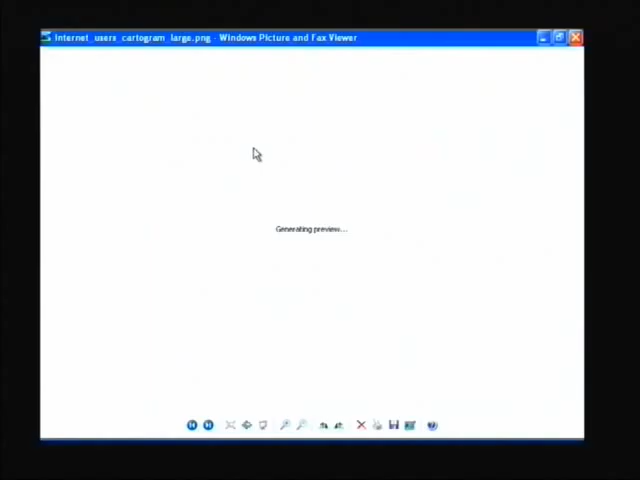 Internet_users_cartogram_large.png - Windows Picture and Fax Viewer
Generating preview...